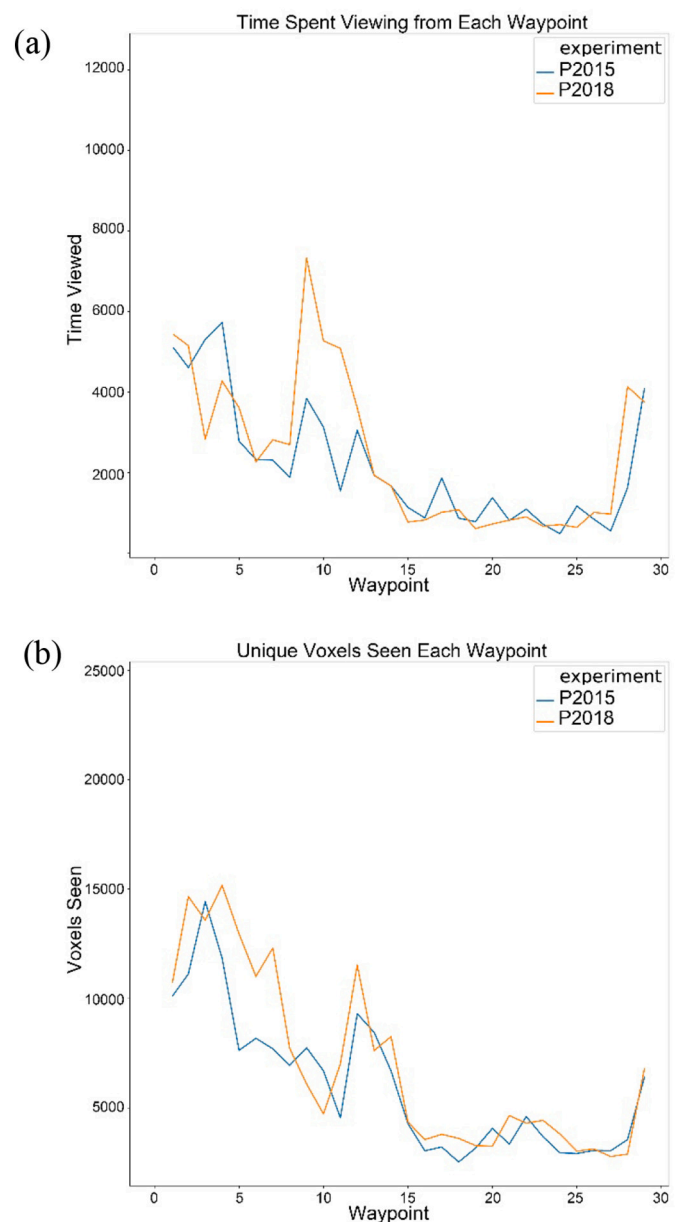 (a)
Time Spent Viewing from Each Waypoint
experiment
P2015
P2018
12000
10000
8000
6000
4000
2000
Time Viewed
0 5 10 15 20 25 30
Waypoint
(b)
Unique Voxels Seen Each Waypoint
experiment
P2015
P2018
25000
20000
15000
10000
5000
Voxels Seen
0 5 10 15 20 25 30
Waypoint